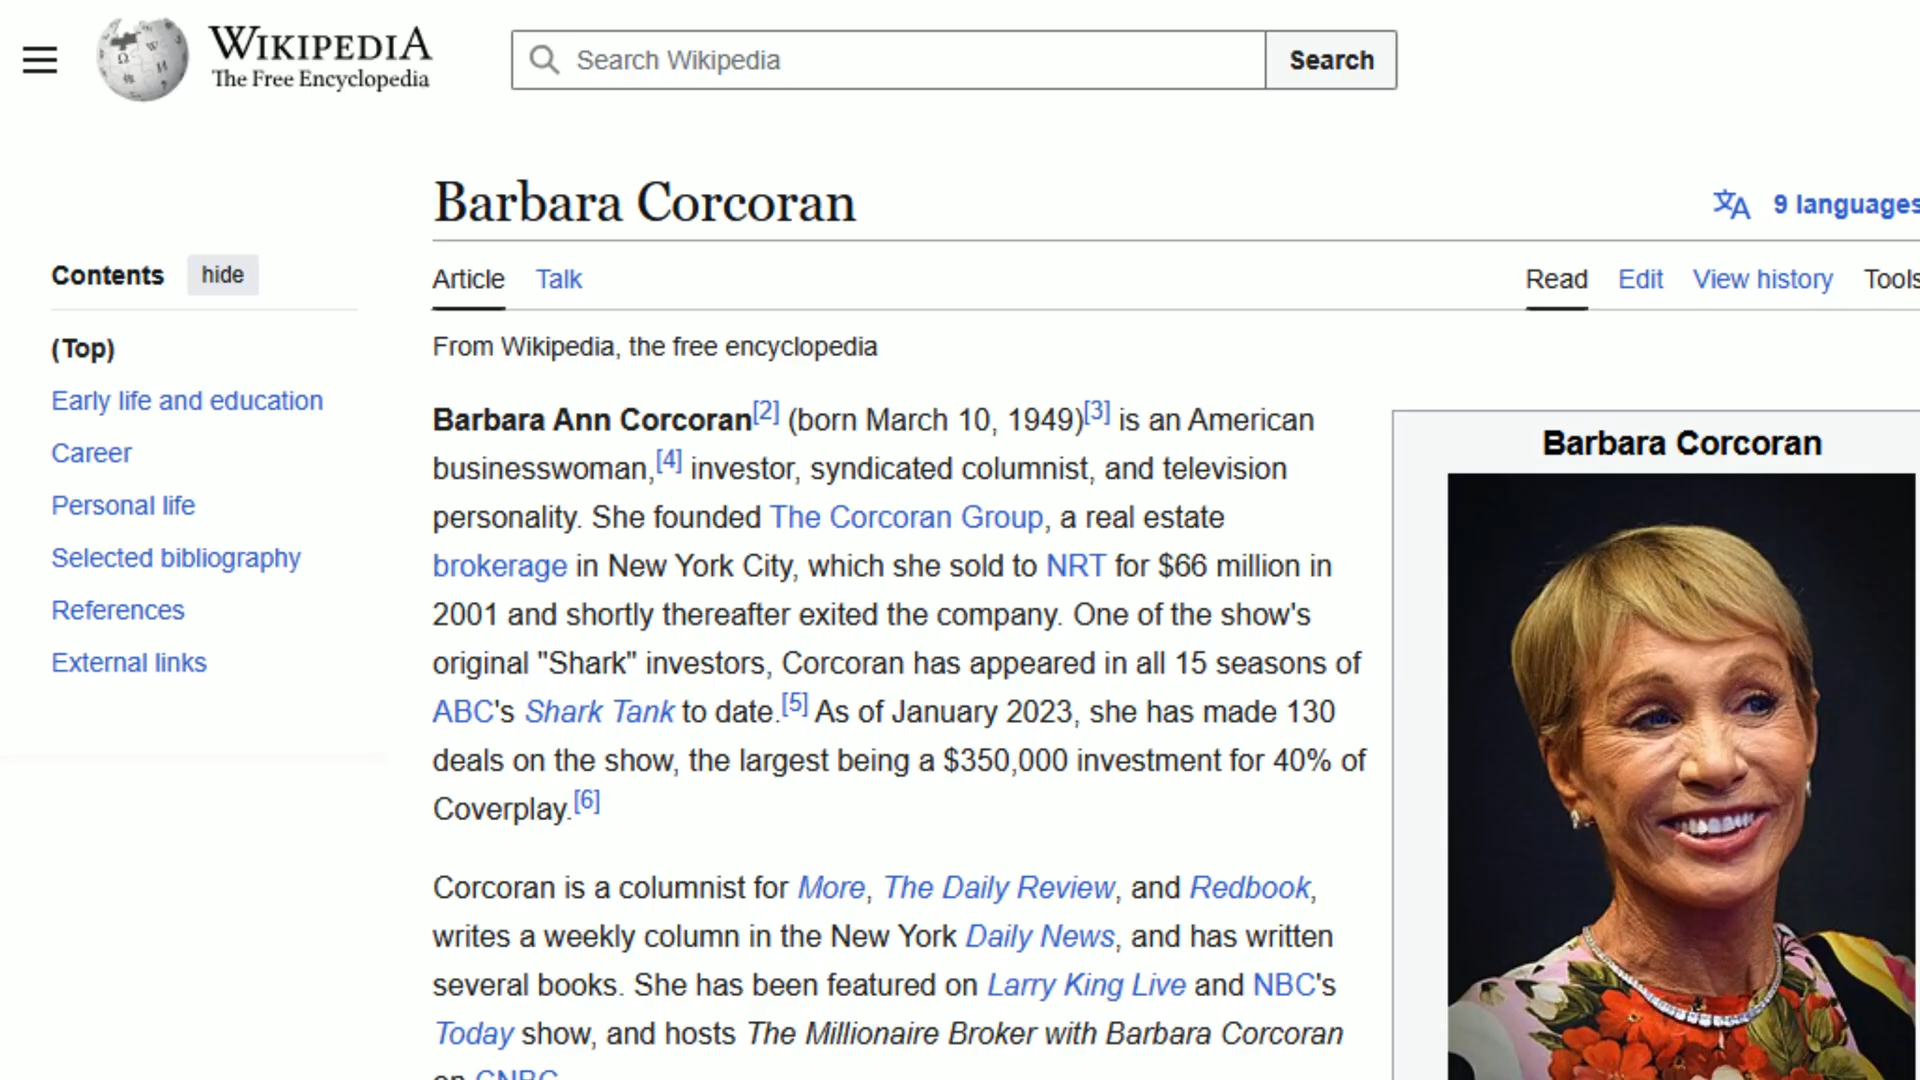 WIKIPEDIA
The Free Encyclopedia
Search Wikipedia
Search
Barbara Corcoran
9 languages
Contents
hide
Article
Talk
Read
Edit
View history
Tools
(Top)
Early life and education
Career
Personal life
Selected bibliography
References
External links
From Wikipedia, the free encyclopedia
Barbara Ann Corcoran[2] (born March 10, 1949)[3] is an American
businesswoman,[4] investor, syndicated columnist, and television
personality. She founded The Corcoran Group, a real estate
brokerage in New York City, which she sold to NRT for $66 million in
2001 and shortly thereafter exited the company. One of the show's
original "Shark" investors, Corcoran has appeared in all 15 seasons of
ABC's Shark Tank to date.[5] As of January 2023, she has made 130
deals on the show, the largest being a $350,000 investment for 40% of
Coverplay.[6]
Corcoran is a columnist for More, The Daily Review, and Redbook,
writes a weekly column in the New York Daily News, and has written
several books. She has been featured on Larry King Live and NBC's
Today show, and hosts The Millionaire Broker with Barbara Corcoran
on CNBC
Barbara Corcoran